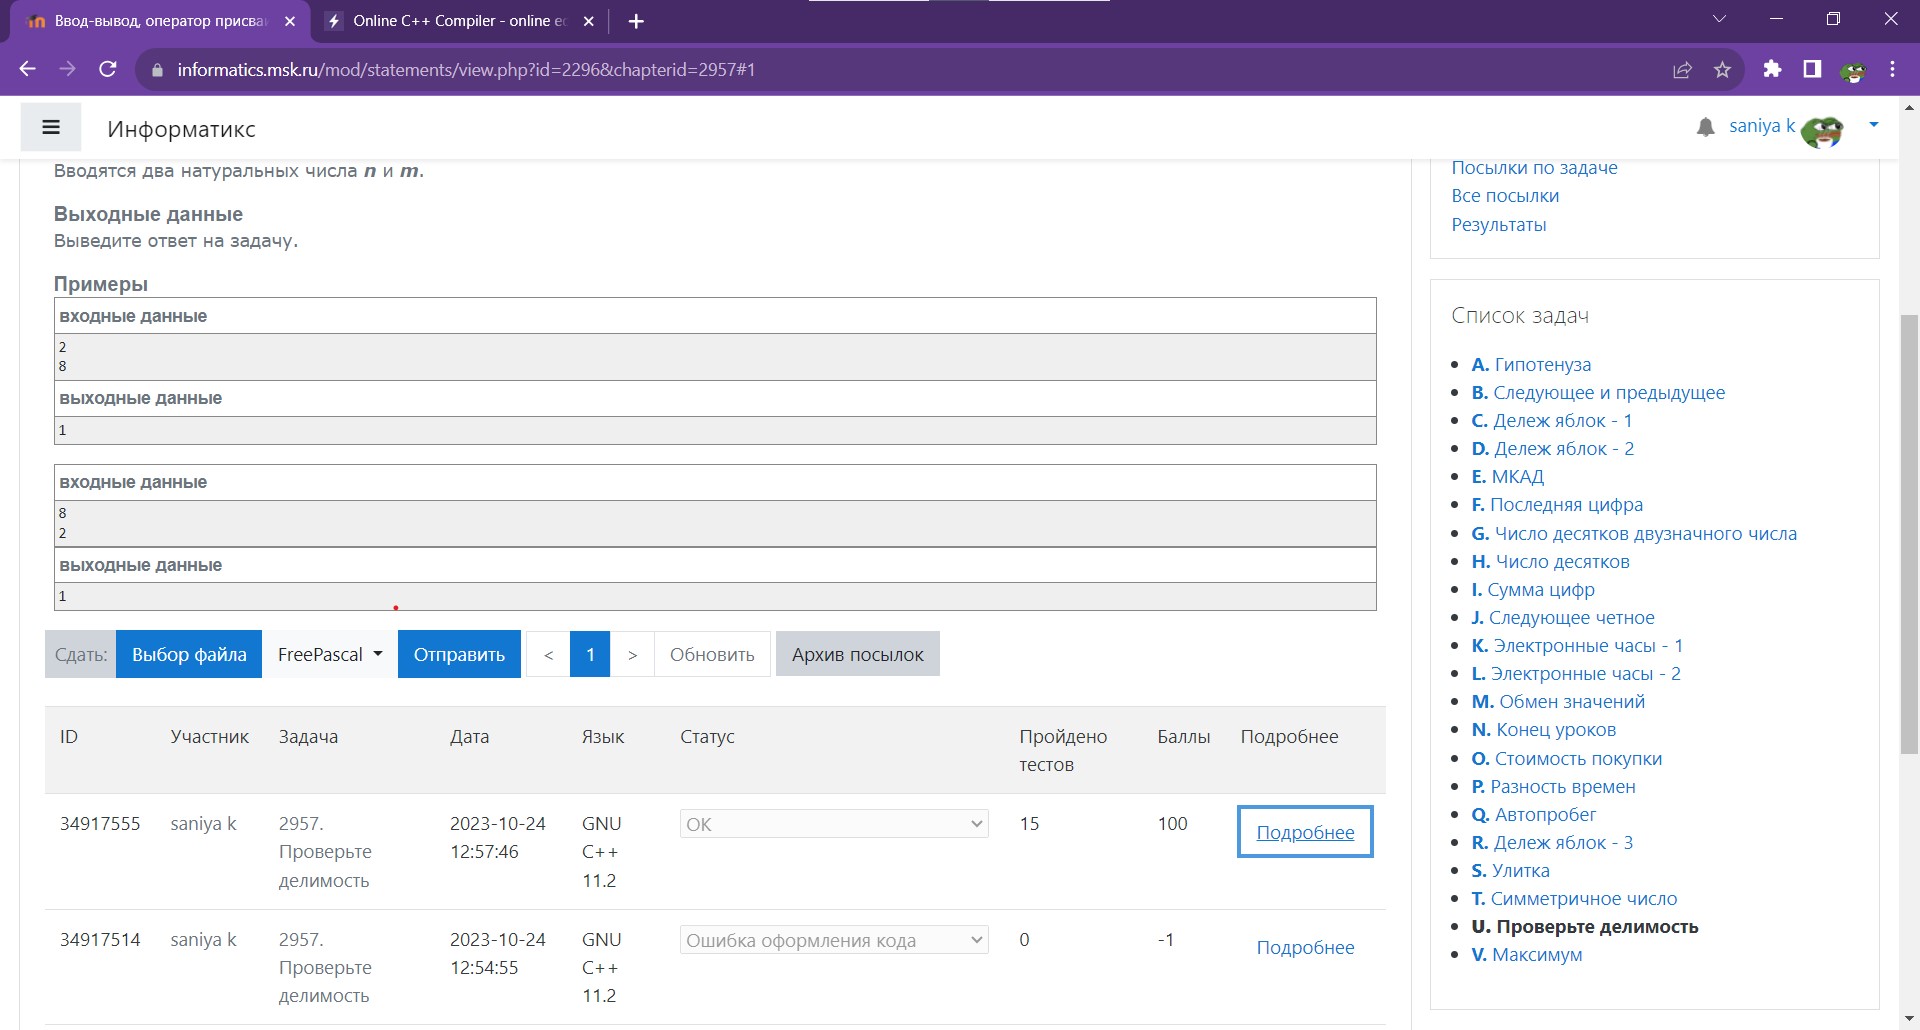 Ввод-вывод, оператор присва
Online C++ Compiler - online e
informatics.msk.ru/mod/statements/view.php?id=2296&chapterid=2957#1
Информатикс
saniya k
Вводятся два натуральных числа n и m.
Выходные данные
Выведите ответ на задачу.
Примеры
входные данные
2
8
выходные данные
1
входные данные
8
2
выходные данные
1
Сдать: Выбор файла FreePascal Отправить < 1 > Обновить Архив посылок
ID Участник Задача Дата Язык Статус Пройдено тестов Баллы Подробнее
34917555 saniya k 2957. 2023-10-24 GNU OK 15 100 Подробнее
Проверьте 12:57:46 C++
делимость 11.2
34917514 saniya k 2957. 2023-10-24 GNU Ошибка оформления кода 0 -1 Подробнее
Проверьте 12:54:55 C++
делимость 11.2
Посылки по задаче
Все посылки
Результаты
Список задач
A. Гипотенуза
B. Следующее и предыдущее
C. Дележ яблок - 1
D. Дележ яблок - 2
E. МКАД
F. Последняя цифра
G. Число десятков двузначного числа
H. Число десятков
I. Сумма цифр
J. Следующее четное
K. Электронные часы - 1
L. Электронные часы - 2
M. Обмен значений
N. Конец уроков
O. Стоимость покупки
P. Разность времен
Q. Автопробег
R. Дележ яблок - 3
S. Улитка
T. Симметричное число
U. Проверьте делимость
V. Максимум